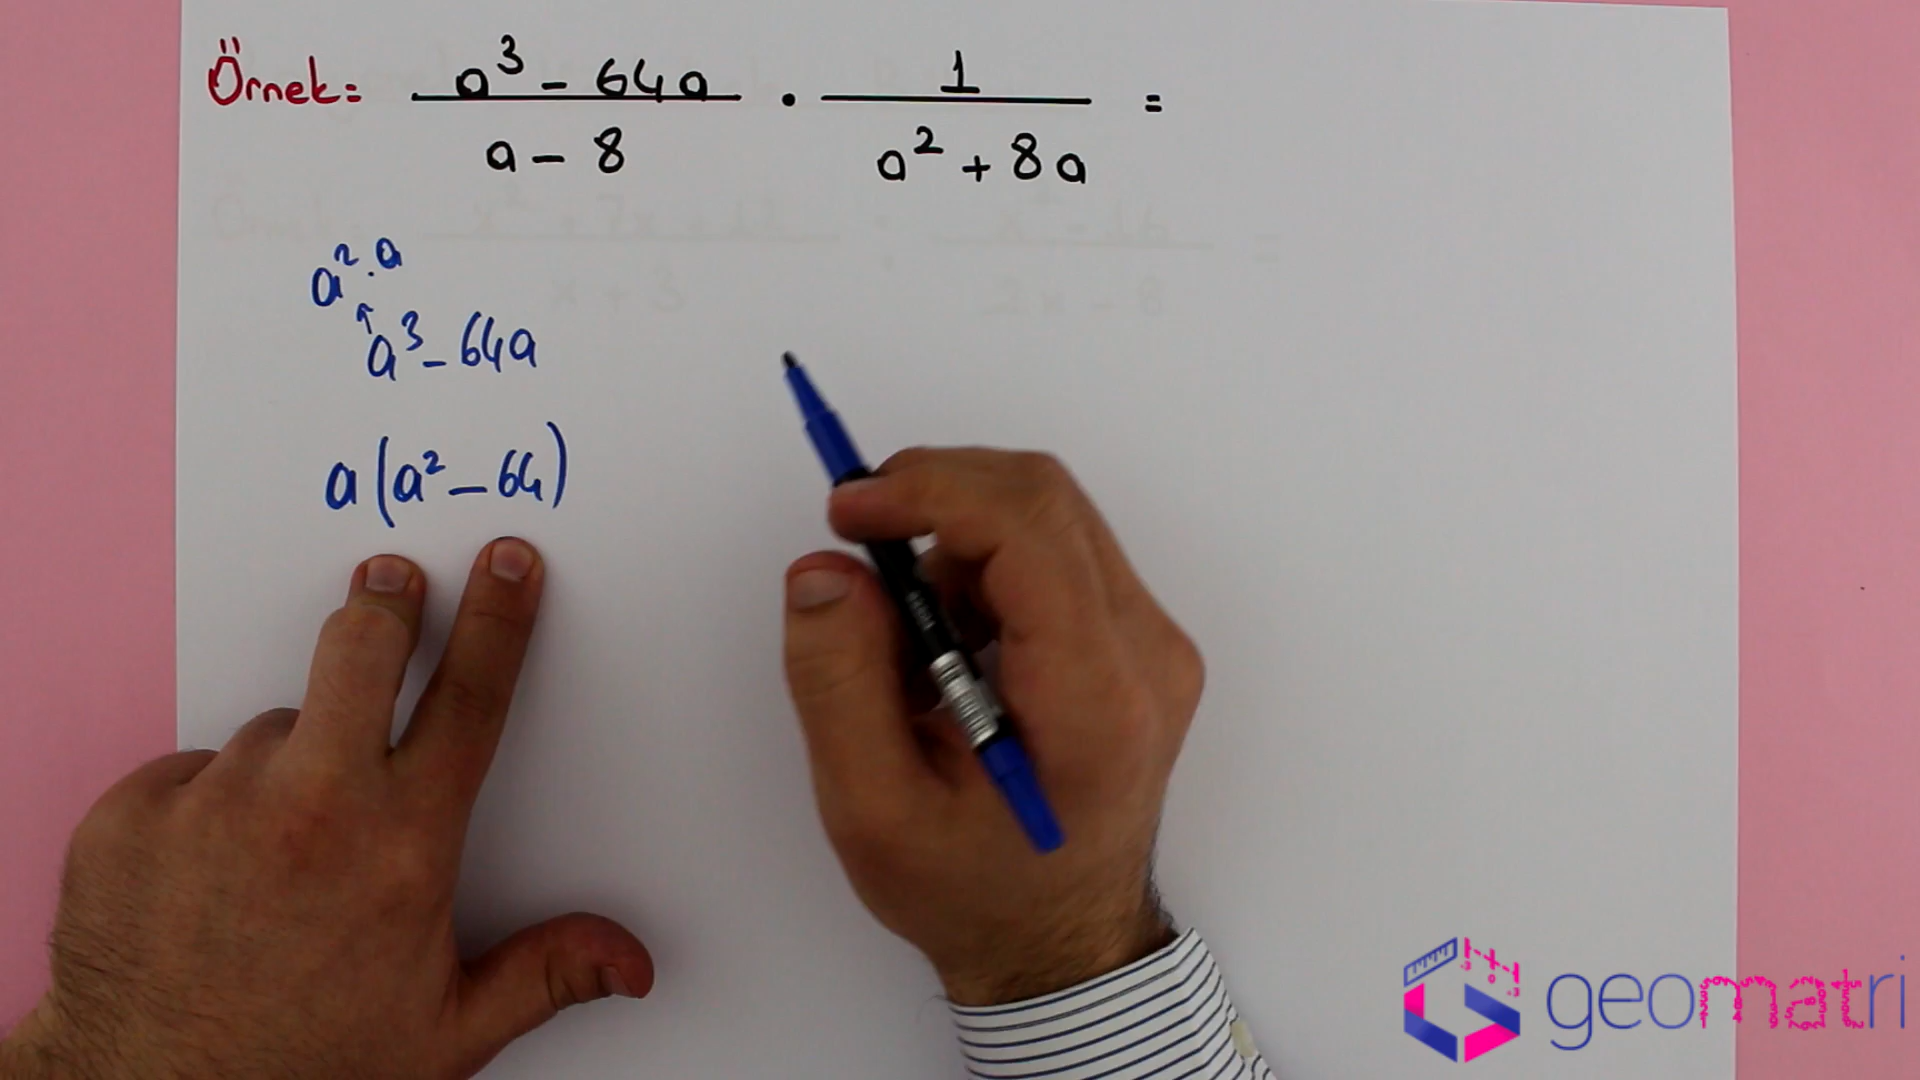 Örnek: (a³ - 64a)/(a - 8) . 1/(a² + 8a) =
a² . a
↑
a³ - 64a
a(a² - 64)
geomatri